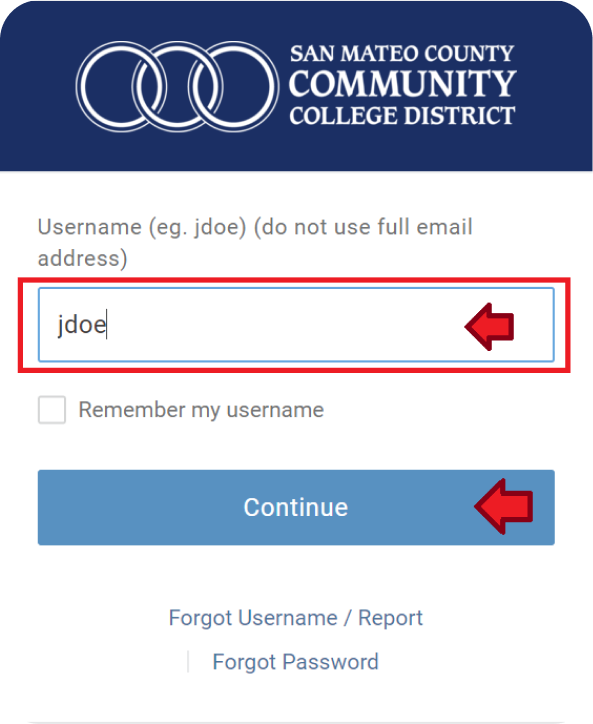 SAN MATEO COUNTY
COMMUNITY
COLLEGE DISTRICT
Username (eg. jdoe) (do not use full email
address)
jdoe
Remember my username
Continue
Forgot Username / Report
Forgot Password